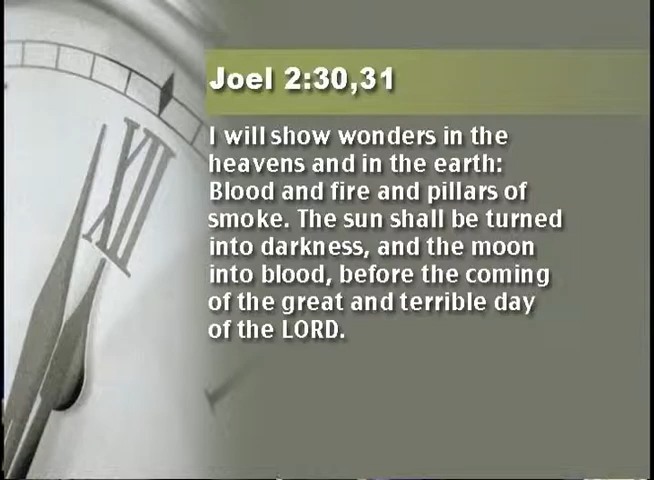 Joel 2:30,31
I will show wonders in the
heavens and in the earth:
Blood and fire and pillars of
smoke. The sun shall be turned
into darkness, and the moon
into blood, before the coming
of the great and terrible day
of the LORD.
XII